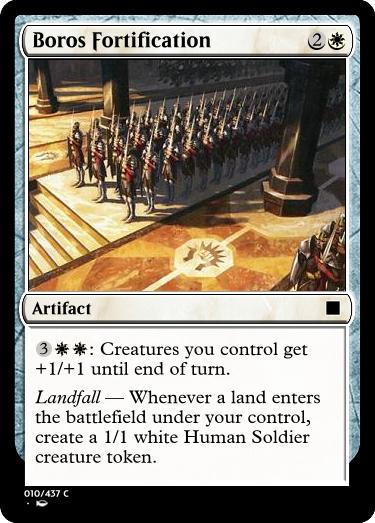 Boros Fortification 2
Artifact
3: Creatures you control get
+1/+1 until end of turn.
Landfall — Whenever a land enters
the battlefield under your control,
create a 1/1 white Human Soldier
creature token.
010/437 C